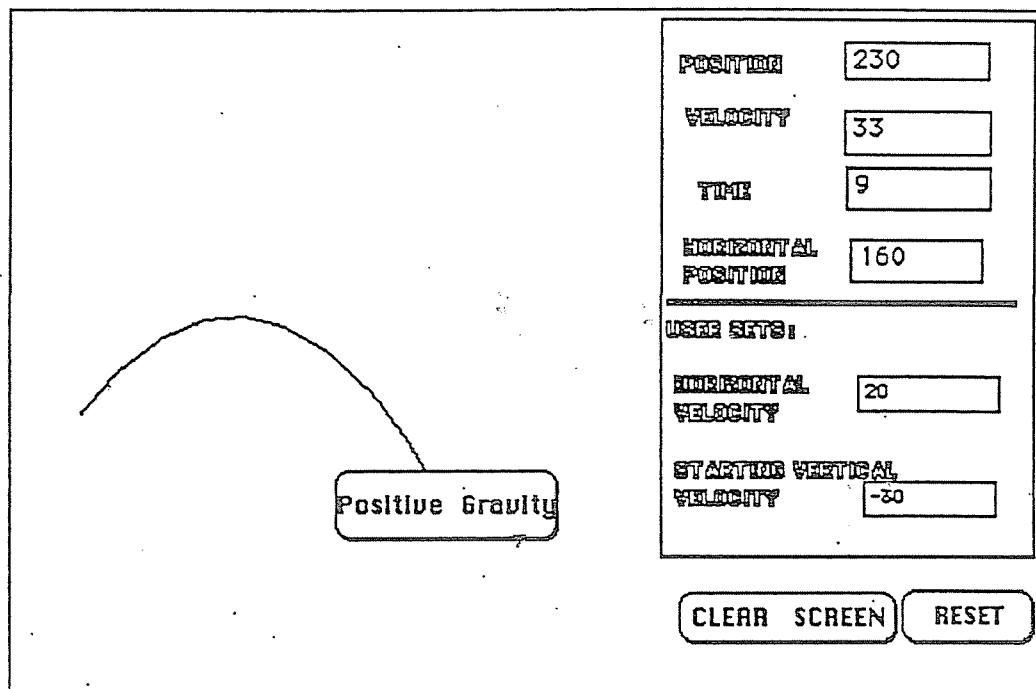 POSITION 230
VELOCITY 33
TIME 9
HORIZONTAL
POSITION 160
USER SETS:
HORIZONTAL
VELOCITY 20
STARTING VERTICAL
VELOCITY -30
Positive Gravity
CLEAR SCREEN RESET